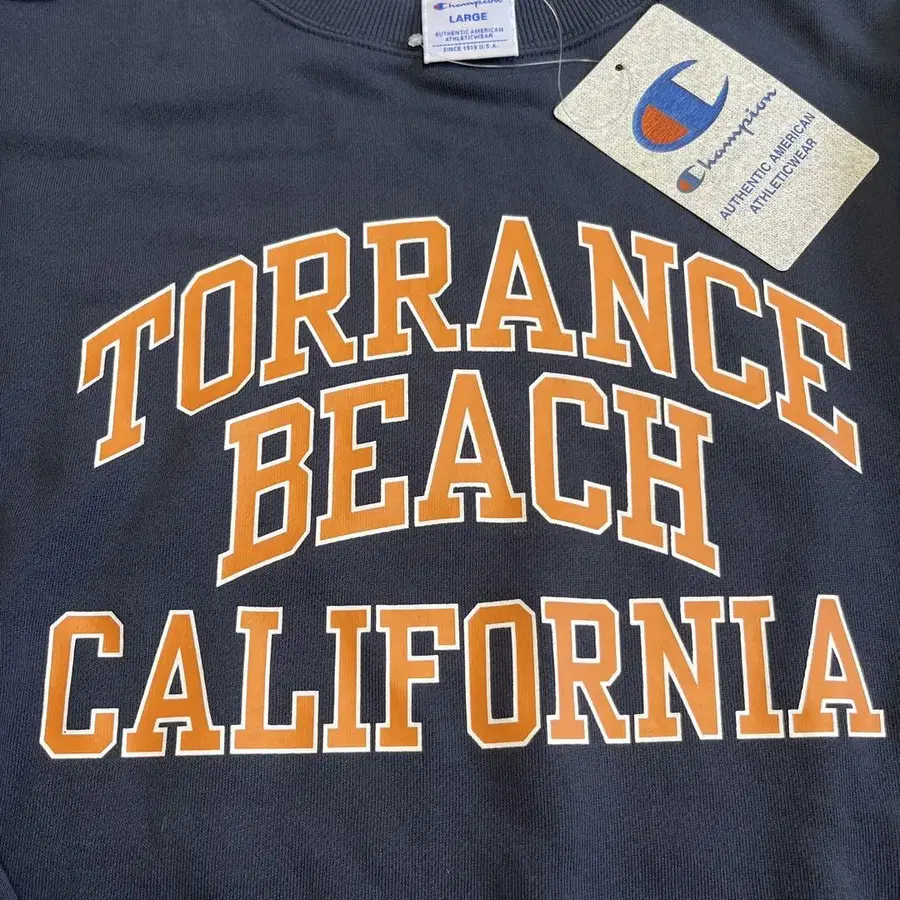 Champion
LARGE
AUTHENTIC AMERICAN
ATHLETICWEAR
SINCE 1919 U.S.A.
Champion
AUTHENTIC AMERICAN
ATHLETICWEAR
TORRANCE
BEACH
CALIFORNIA